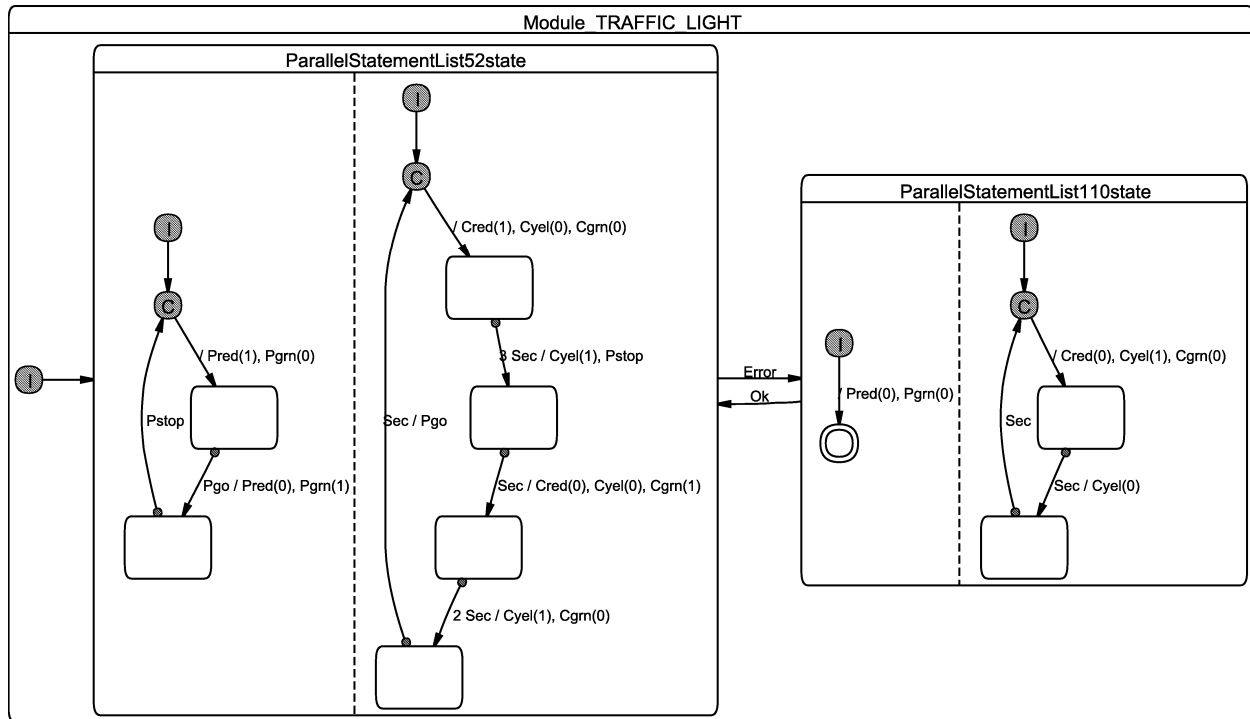 Module_TRAFFIC_LIGHT
ParallelStatementList52state
I
C
/ Pred(1), Pgrn(0)
Pstop
Pgo / Pred(0), Pgrn(1)
I
C
/ Cred(1), Cyel(0), Cgrn(0)
3 Sec / Cyel(1), Pstop
Sec / Pgo
Sec / Cred(0), Cyel(0), Cgrn(1)
2 Sec / Cyel(1), Cgrn(0)
I
Error
Ok
ParallelStatementList110state
I
/ Pred(0), Pgrn(0)
I
C
/ Cred(0), Cyel(1), Cgrn(0)
Sec
Sec / Cyel(0)